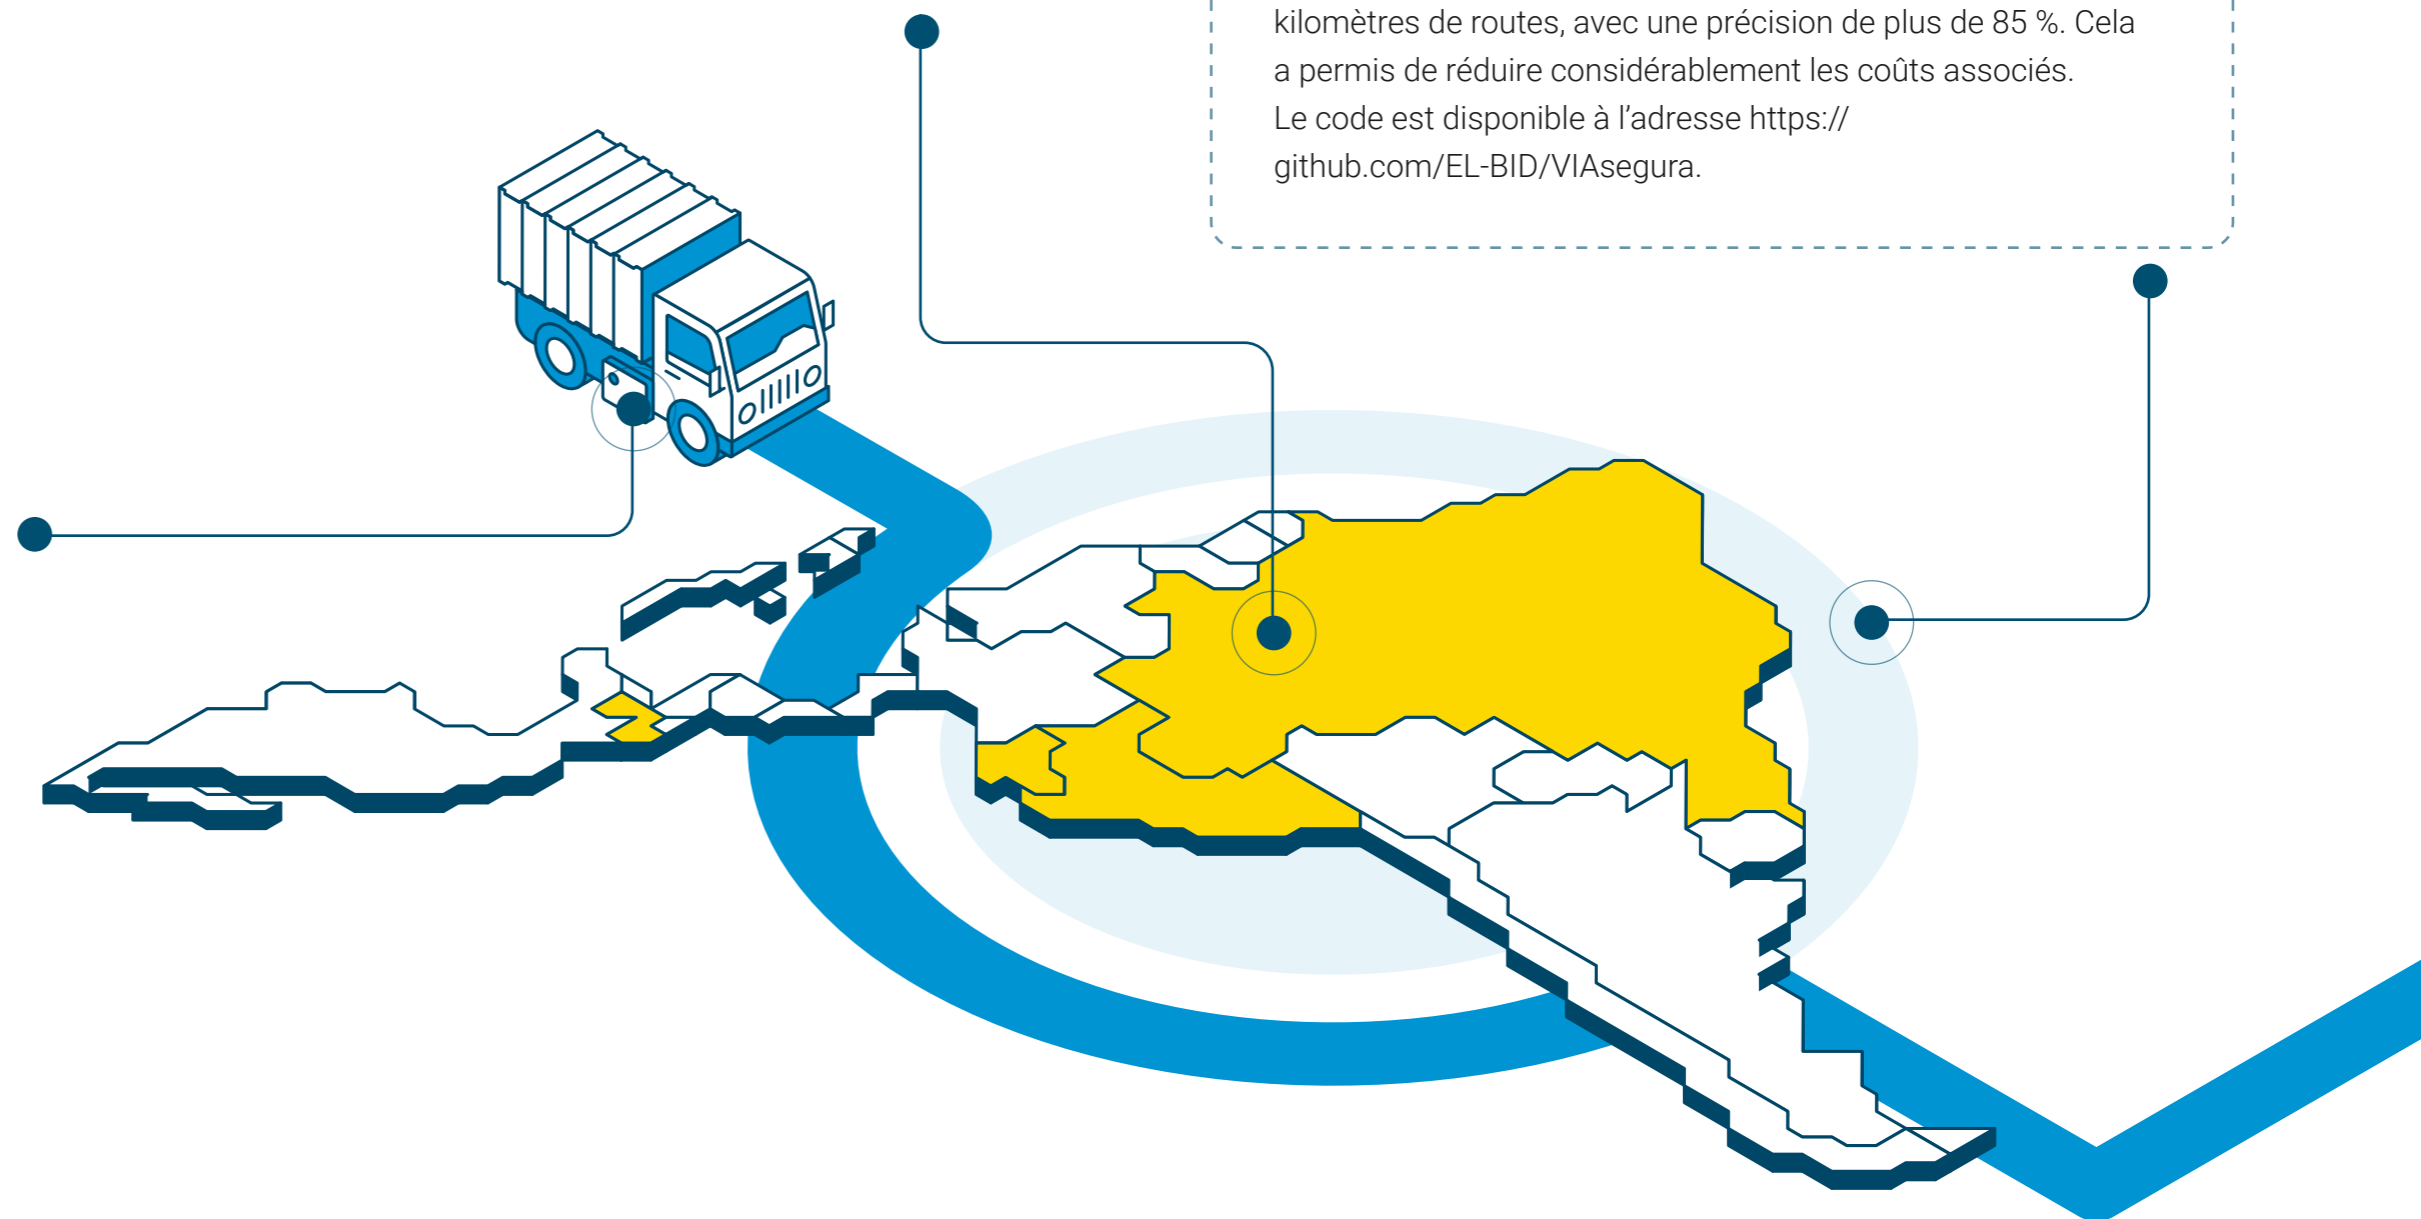 kilomètres de routes, avec une précision de plus de 85 %. Cela
a permis de réduire considérablement les coûts associés.
Le code est disponible à l’adresse https://
github.com/EL-BID/VIAsegura.